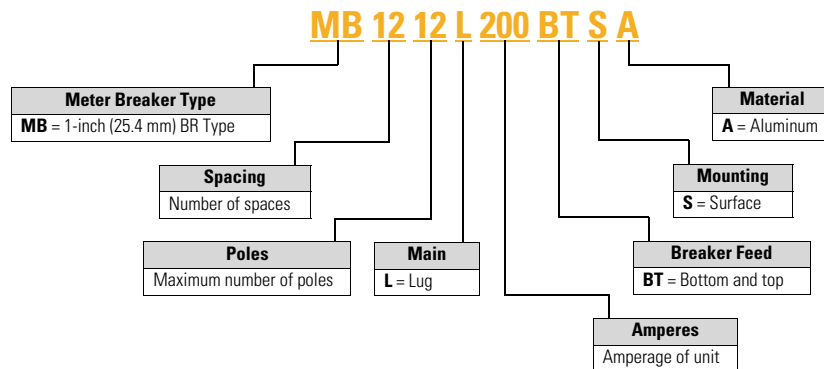 MB 12 12 L 200 BT S A
Meter Breaker Type
MB = 1-inch (25.4 mm) BR Type
Material
A = Aluminum
Spacing
Number of spaces
Mounting
S = Surface
Poles
Maximum number of poles
Main
L = Lug
Breaker Feed
BT = Bottom and top
Amperes
Amperage of unit